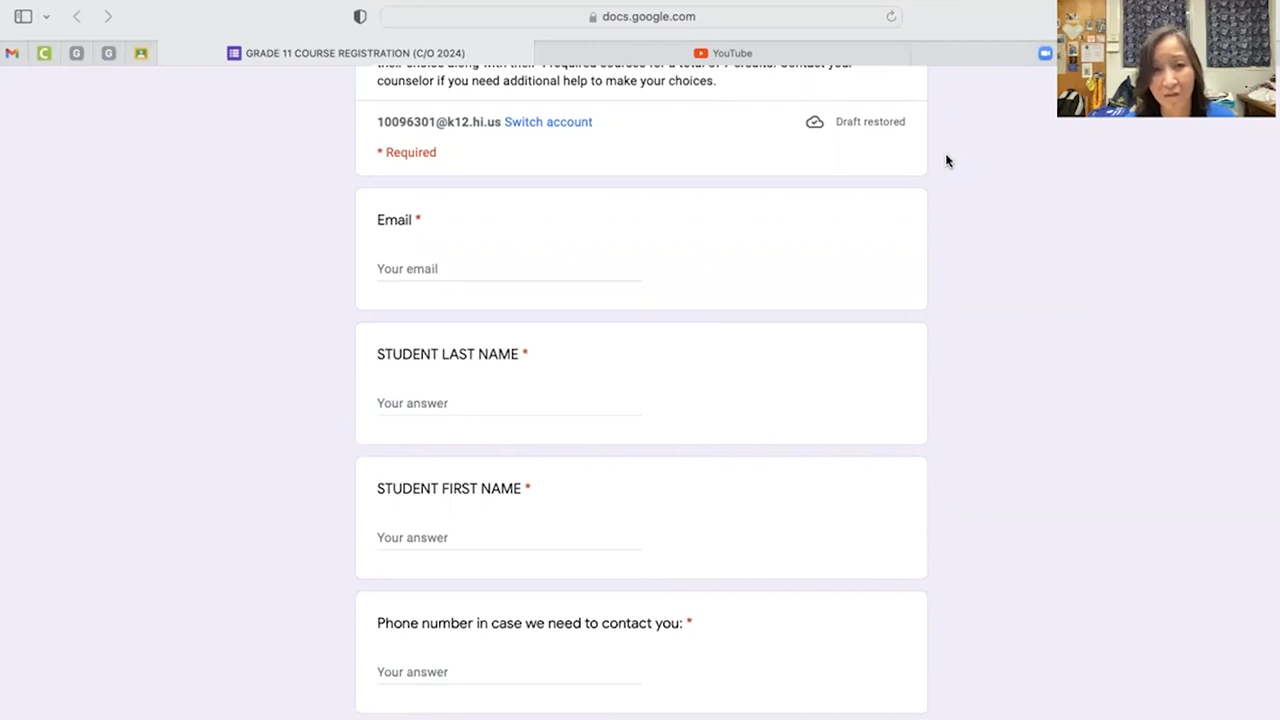 docs.google.com
GRADE 11 COURSE REGISTRATION (C/O 2024)
YouTube
counselor if you need additional help to make your choices.
10096301@k12.hi.us Switch account
Draft restored
* Required
Email *
Your email
STUDENT LAST NAME *
Your answer
STUDENT FIRST NAME *
Your answer
Phone number in case we need to contact you: *
Your answer